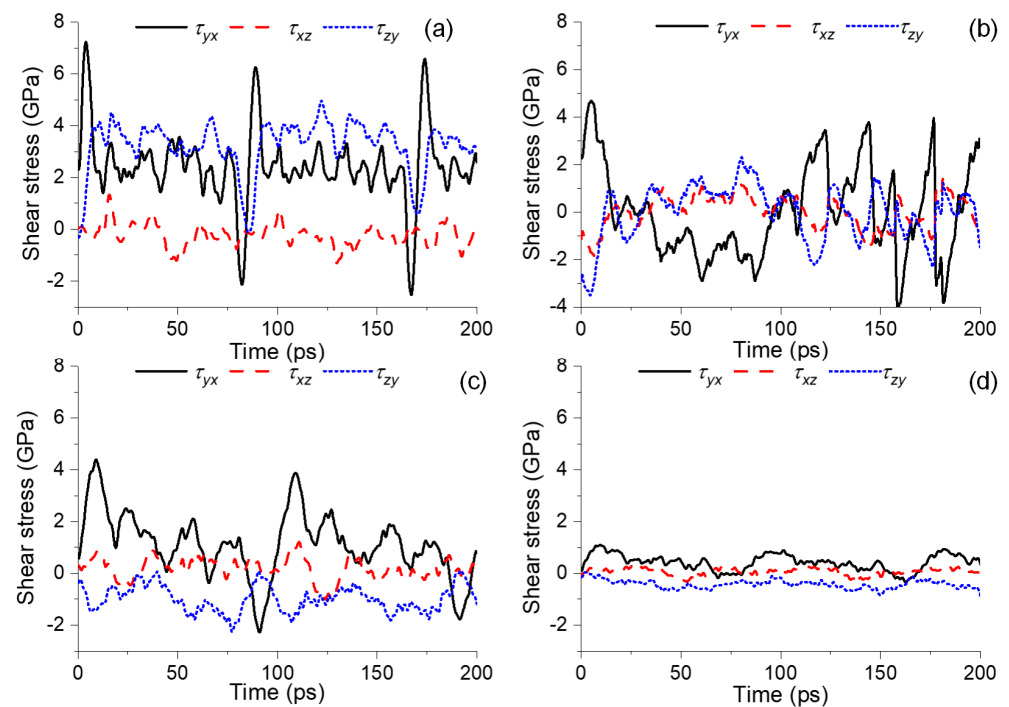 τyx τxz τzy (a)
8
6
4
2
0
-2
Shear stress (GPa)
0 50 100 150 200
Time (ps)
τyx τxz τzy (b)
8
6
4
2
0
-2
-4
Shear stress (GPa)
0 50 100 150 200
Time (ps)
τyx τxz τzy (c)
8
6
4
2
0
-2
Shear stress (GPa)
0 50 100 150 200
Time (ps)
τyx τxz τzy (d)
8
6
4
2
0
-2
Shear stress (GPa)
0 50 100 150 200
Time (ps)